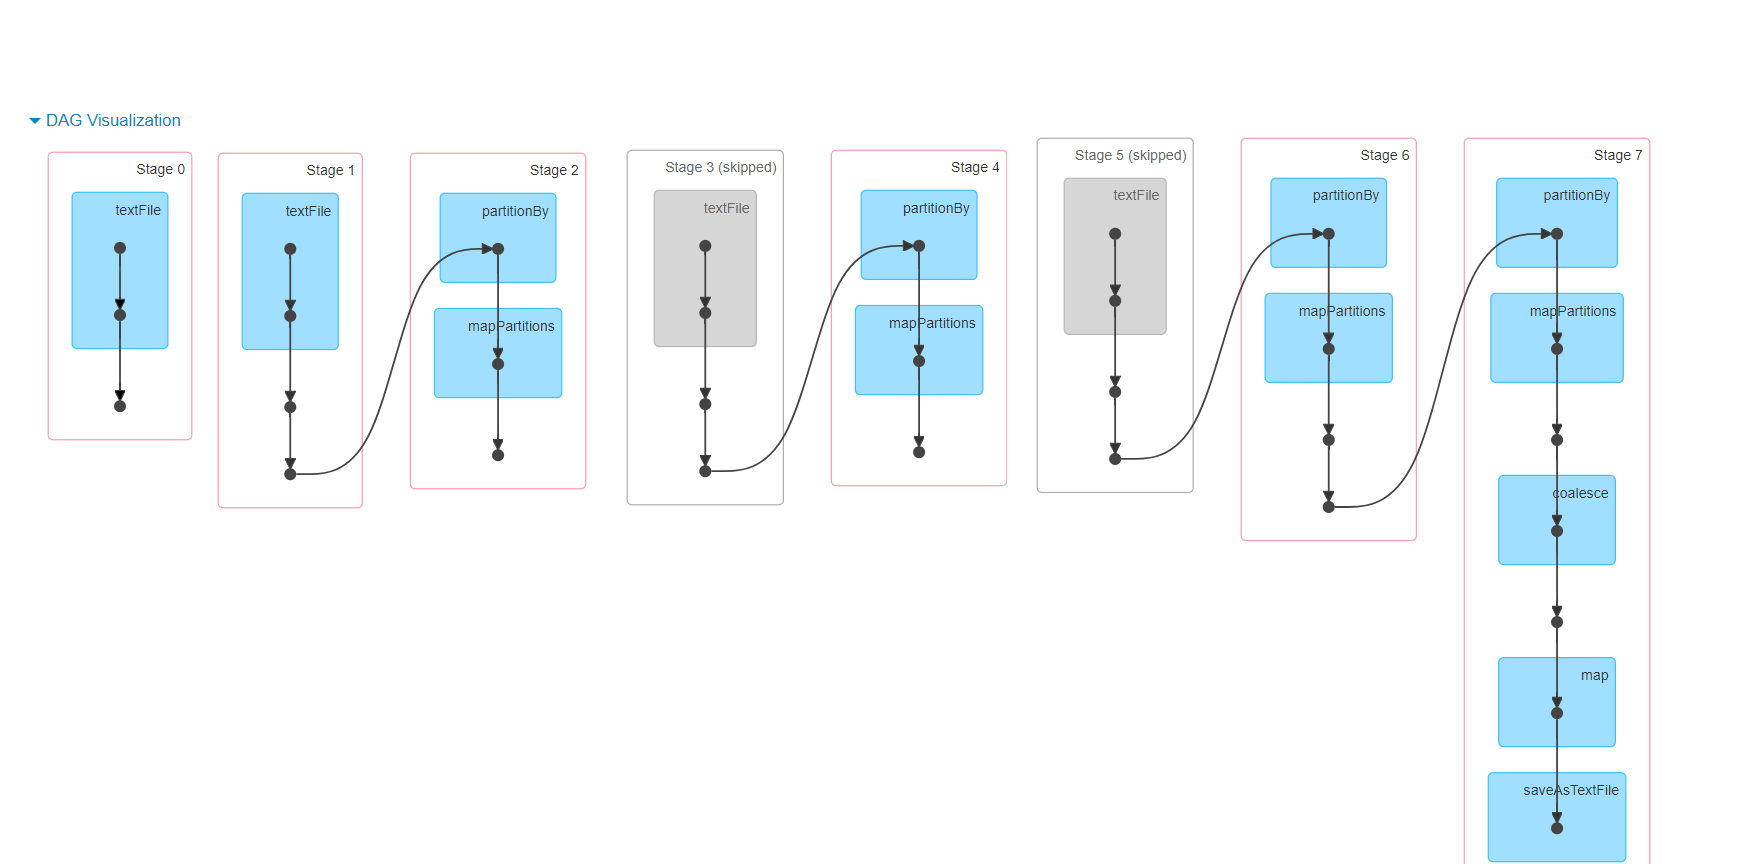 DAG Visualization
Stage 0
textFile
Stage 1
textFile
Stage 2
partitionBy
mapPartitions
Stage 3 (skipped)
textFile
Stage 4
partitionBy
mapPartitions
Stage 5 (skipped)
textFile
Stage 6
partitionBy
mapPartitions
Stage 7
partitionBy
mapPartitions
coalesce
map
saveAsTextFile